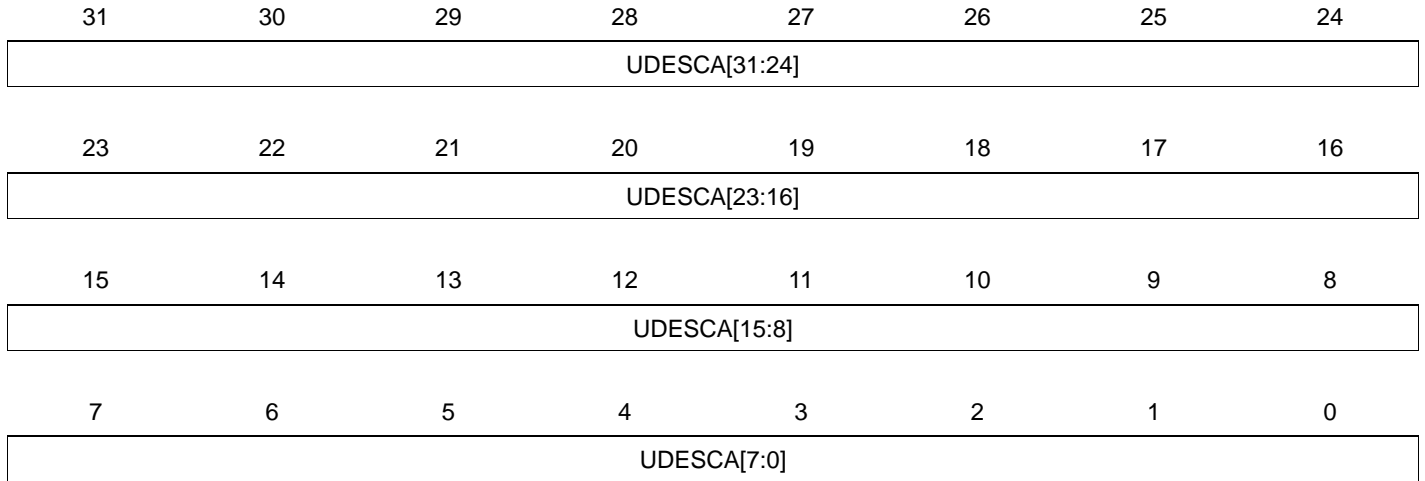 31 30 29 28 27 26 25 24
UDESCA[31:24]
23 22 21 20 19 18 17 16
UDESCA[23:16]
15 14 13 12 11 10 9 8
UDESCA[15:8]
7 6 5 4 3 2 1 0
UDESCA[7:0]